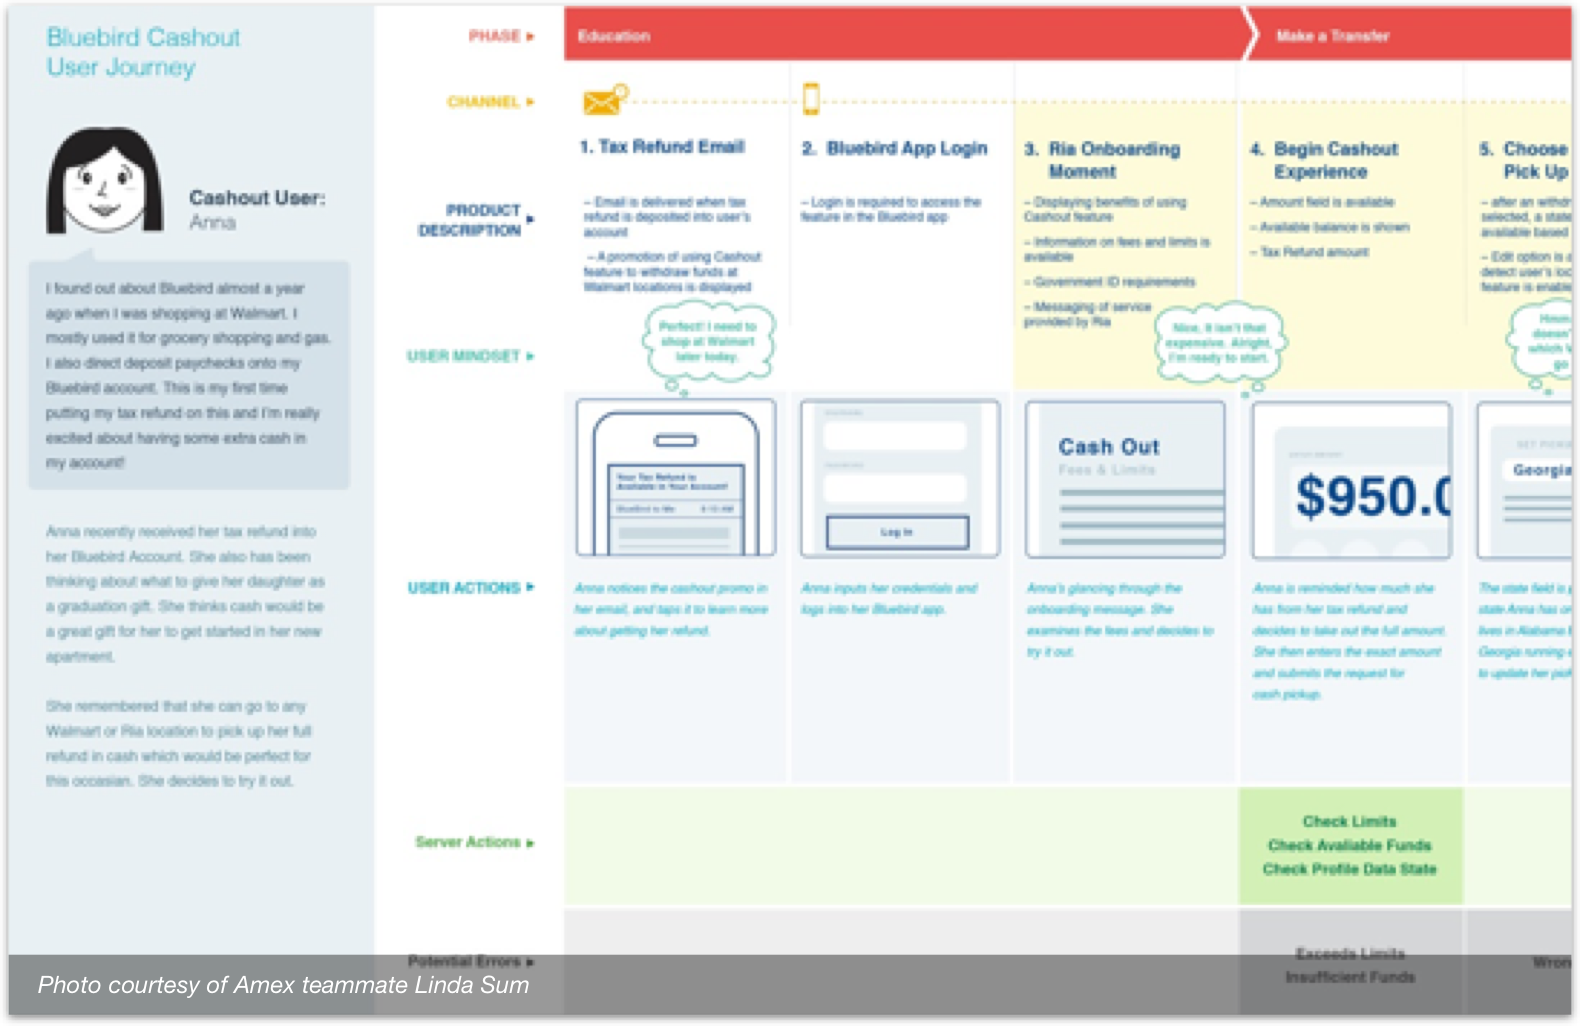 Bluebird Cashout
User Journey
Cashout User:
Anna
I found out about Bluebird almost a year
ago when I was shopping at Walmart. I
mostly used it for grocery shopping and gas.
I also direct deposit paychecks onto my
Bluebird account. This is my first time
putting my tax refund on this and I'm really
excited about having some extra cash in
my account!
Anna recently received her tax refund into
her Bluebird Account. She also has been
thinking about what to give her daughter as
a graduation gift. She thinks cash would be
a great gift for her to get started in her new
apartment.
She remembered that she can go to any
Walmart or Ria location to pick up her full
refund in cash which would be perfect for
this occasian. She decides to try it out.
PHASE
Education
Make a Transfer
CHANNEL
PRODUCT
DESCRIPTION
1. Tax Refund Email
– Email is delivered when tax
refund is deposited into user's
account
– A promotion of using Cashout
feature to withdraw funds at
Walmart locations is displayed
2. Bluebird App Login
– Login is required to access the
feature in the Bluebird app
3. Ria Onboarding
Moment
– Displaying benefits of using
Cashout feature
– Information on fees and limits is
available
– Government ID requirements
– Messaging of service
provided by Ria
4. Begin Cashout
Experience
– Amount field is available
– Available balance is shown
– Tax Refund amount
5. Choose
Pick Up
– after an withdr
selected, a state
available based
– Edit option is a
detect user's loc
feature is enable
USER MINDSET
Perfect! I need to
shop at Walmart
later today.
Nice, it isn't that
expensive. Alright,
I'm ready to start.
Hmm
doesn'
which l
go
Your Tax Refund is
Available in Your Account!
BlueBird to Me 8:15 AM
Log In
Cash Out
Fees & Limits
$950.0
Georgia
USER ACTIONS
Anna notices the cashout promo in
her email, and taps it to learn more
about getting her refund.
Anna inputs her credentials and
logs into her Bluebird app.
Anna's glancing through the
onboarding message. She
examines the fees and decides to
try it out.
Anna is reminded how much she
has from her tax refund and
decides to take out the full amount.
She then enters the exact amount
and submits the request for
cash pickup.
The state field is
state Anna has or
lives in Alabama
Georgia running
to update her pic
Server Actions
Check Limits
Check Avaliable Funds
Check Profile Data State
Potential Errors
Exceeds Limits
Insufficient Funds
Wron
Photo courtesy of Amex teammate Linda Sum